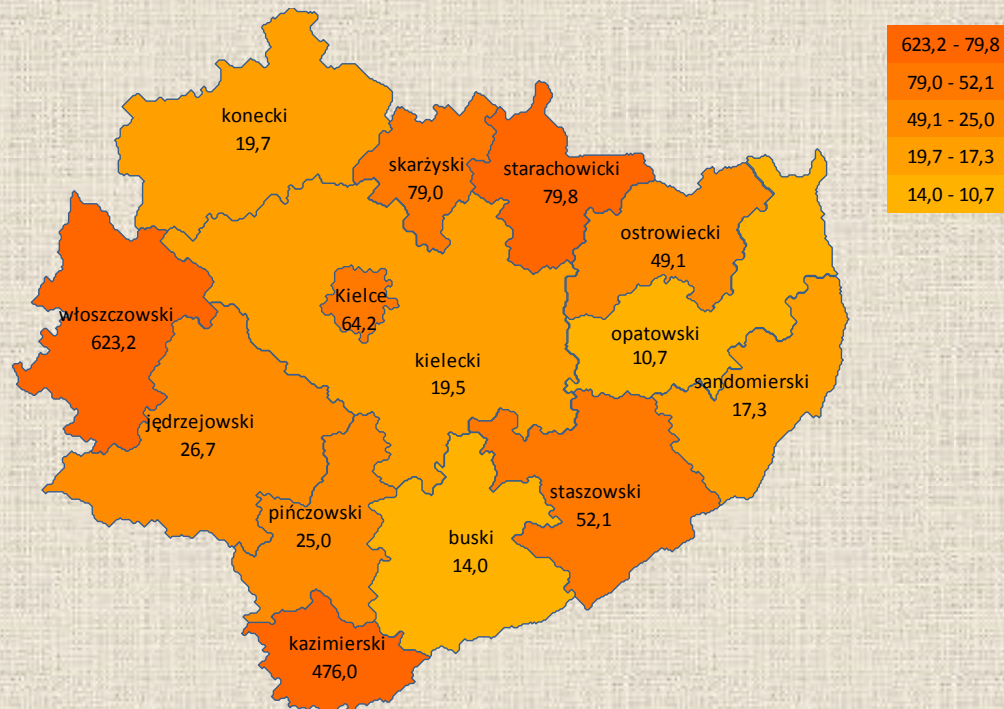 623,2 - 79,8
79,0 - 52,1
49,1 - 25,0
19,7 - 17,3
14,0 - 10,7
konecki
19,7
skarżyski
79,0
starachowicki
79,8
ostrowiecki
49,1
Kielce
64,2
włoszczowski
623,2
opatowski
10,7
kielecki
19,5
sandomierski
17,3
jędrzejowski
26,7
staszowski
52,1
pińczowski
25,0
buski
14,0
kazimierski
476,0